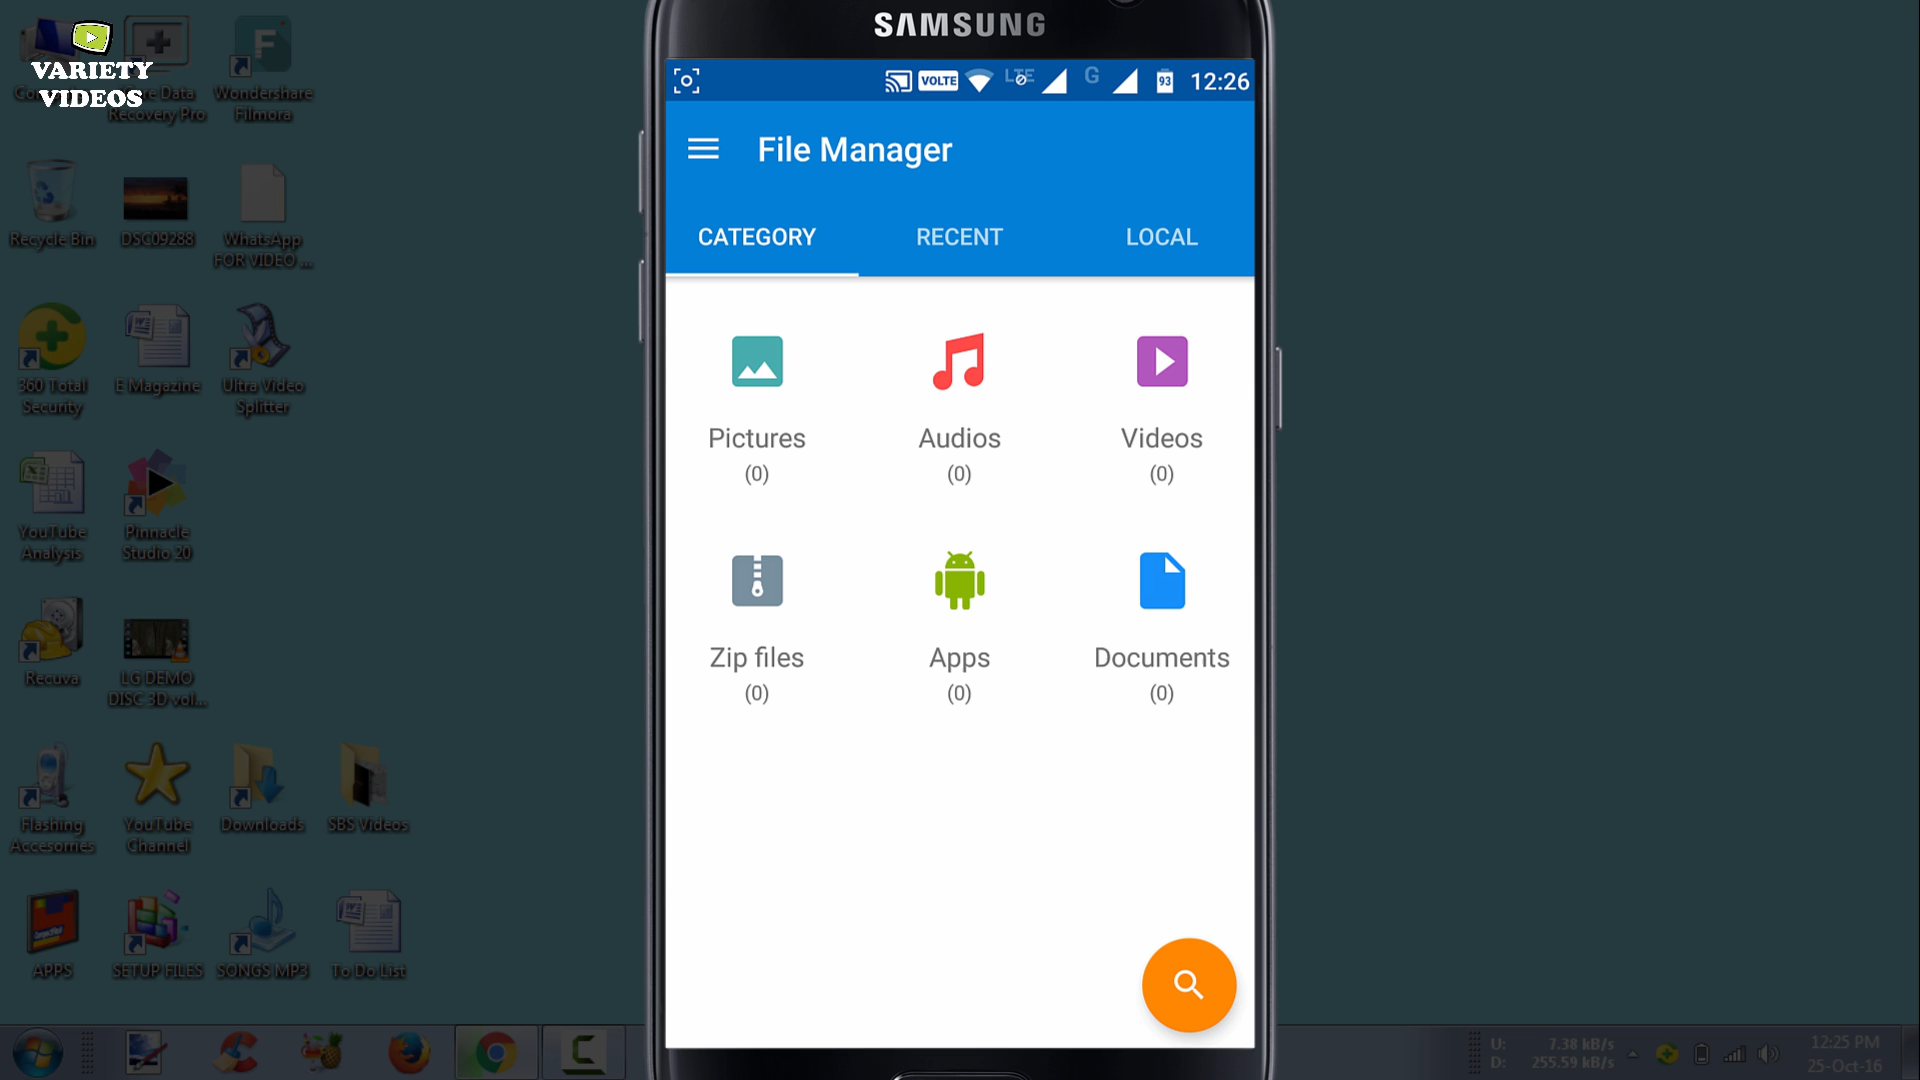 VARIETY
VIDEOS
Data
Recovery Pro
Wondershare
Filmora
Recycle Bin
DSC09288
WhatsApp
FOR VIDEO ...
360 Total
Security
E Magazine
Ultra Video
Splitter
YouTube
Analysis
Pinnacle
Studio 20
Recuva
LG DEMO
DISC 3D vol...
Flashing
Accesorries
YouTube
Channel
Downloads
SBS Videos
APPS
SETUP FILES
SONGS MP3
To Do List
SAMSUNG
VOLTE
LTE
G
93
12:26
File Manager
CATEGORY
RECENT
LOCAL
Pictures
(0)
Audios
(0)
Videos
(0)
Zip files
(0)
Apps
(0)
Documents
(0)
U: 7.38 kB/s
D: 255.59 kB/s
12:25 PM
25-Oct-16